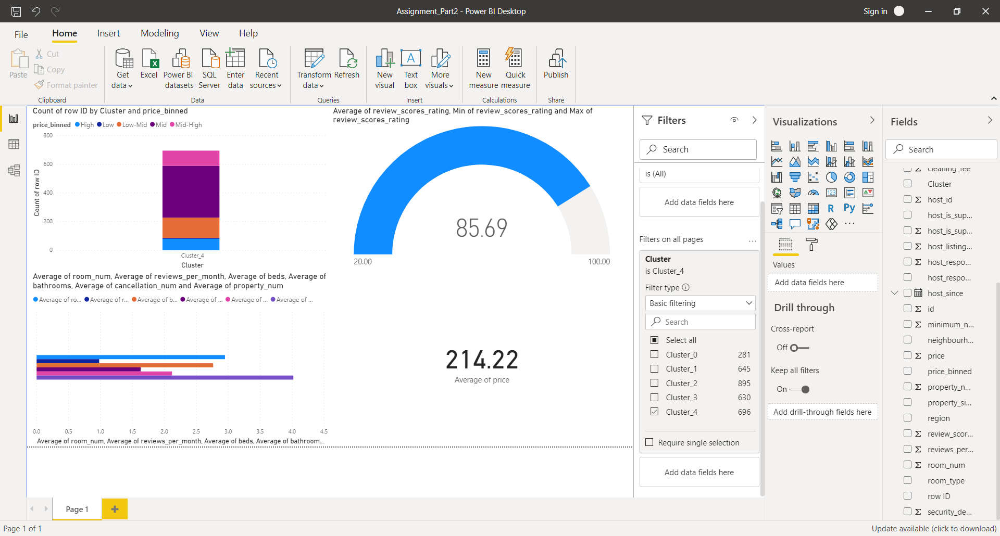 Assignment_Part2 - Power BI Desktop
Sign in
File
Home
Insert
Modeling
View
Help
Paste
Cut
Copy
Format painter
Clipboard
Get data
Excel
Power BI datasets
SQL Server
Enter data
Recent sources
Data
Transform data
Refresh
Queries
New visual
Text box
More visuals
Insert
New measure
Quick measure
Calculations
Publish
Share
Count of row ID by Cluster and price_binned
price_binned High Low Low-Mid Mid Mid-High
800
600
400
200
0
Count of row ID
Cluster_4
Cluster
Average of review_scores_rating, Min of review_scores_rating and Max of
review_scores_rating
85.69
20.00
100.00
Average of room_num, Average of reviews_per_month, Average of beds, Average of
bathrooms, Average of cancellation_num and Average of property_num
Average of ro... Average of r... Average of b... Average of ... Average of ... Average of ...
0.0 0.5 1.0 1.5 2.0 2.5 3.0 3.5 4.0 4.5
Average of room_num, Average of reviews_per_month, Average of beds, Average of bathroom...
214.22
Average of price
Filters
Search
is (All)
Add data fields here
Filters on all pages
...
Cluster
is Cluster_4
Filter type
Basic filtering
Search
Select all
Cluster_0 281
Cluster_1 645
Cluster_2 895
Cluster_3 630
Cluster_4 696
Require single selection
Add data fields here
Visualizations
123
R
Py
...
Values
Add data fields here
Drill through
Cross-report
Off
Keep all filters
On
Add drill-through fields here
Fields
Search
Σ cleaning_fee
Cluster
Σ host_id
host_is_sup...
Σ host_is_sup...
Σ host_listing...
Σ host_respo...
host_respo...
host_since
Σ id
Σ minimum_n...
neighbourh...
Σ price
price_binned
Σ property_n...
property_si...
region
Σ review_scor...
Σ reviews_per...
Σ room_num
room_type
row ID
Σ security_de...
Page 1
Page 1 of 1
Update available (click to download)